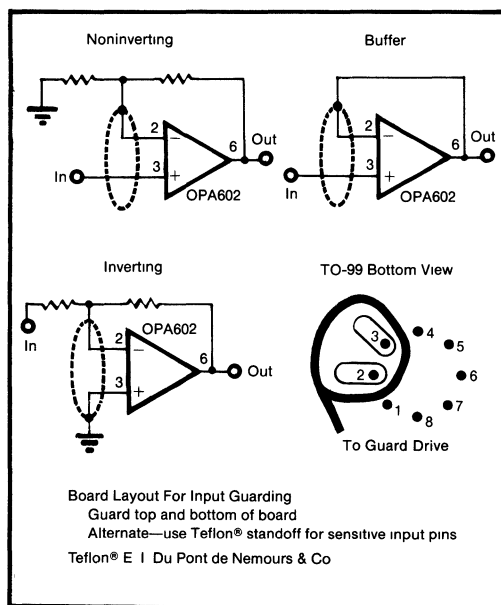 Noninverting
2
3
6
Out
In
OPA602
Buffer
2
3
6
Out
In
OPA602
Inverting
In
2
3
OPA602
6
Out
TO-99 Bottom View
3
4
5
2
6
1
7
8
To Guard Drive
Board Layout For Input Guarding
Guard top and bottom of board
Alternate—use Teflon® standoff for sensitive input pins
Teflon® E I Du Pont de Nemours & Co